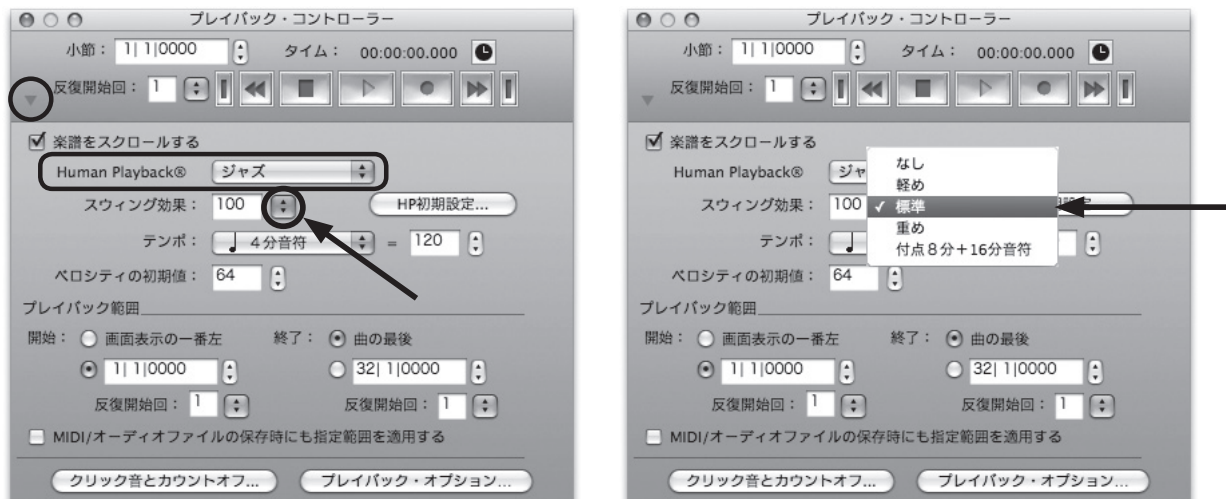 プレイバック・コントローラー
小節： 1| 1|0000 タイム： 00:00:00.000
反復開始回： 1
楽譜をスクロールする
Human Playback® ジャズ
スウィング効果： 100 HP初期設定...
テンポ： 4分音符 = 120
ベロシティの初期値： 64
プレイバック範囲
開始： 画面表示の一番左 終了： 曲の最後
1| 1|0000 32| 1|0000
反復開始回： 1 反復開始回： 1
MIDI/オーディオファイルの保存時にも指定範囲を適用する
クリック音とカウントオフ... プレイバック・オプション...
プレイバック・コントローラー
小節： 1| 1|0000 タイム： 00:00:00.000
反復開始回： 1
楽譜をスクロールする
Human Playback® ジャ
なし
軽め
スウィング効果： 100 ✓ 標準
重め
テンポ：
付点8分+16分音符
ベロシティの初期値： 64
プレイバック範囲
開始： 画面表示の一番左 終了： 曲の最後
1| 1|0000 32| 1|0000
反復開始回： 1 反復開始回： 1
MIDI/オーディオファイルの保存時にも指定範囲を適用する
クリック音とカウントオフ... プレイバック・オプション...